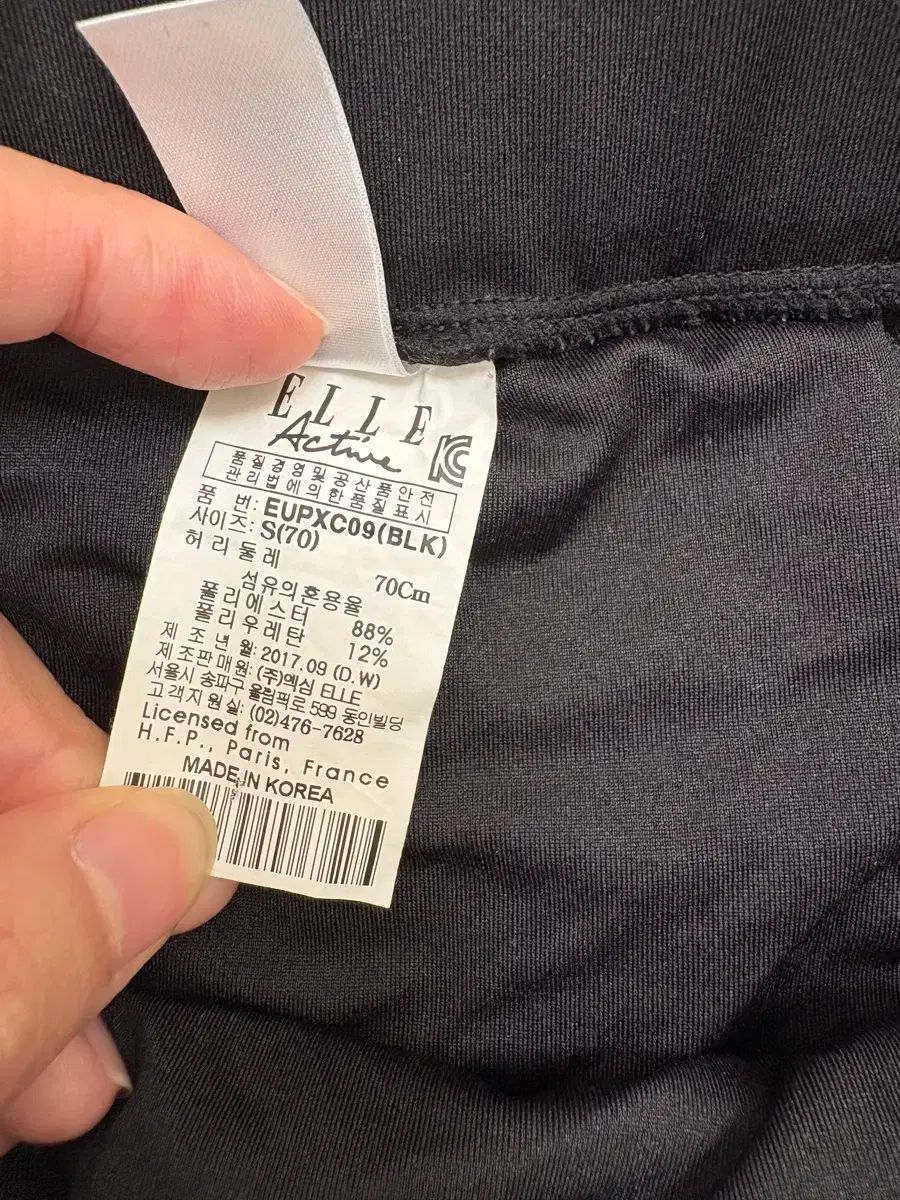 ELLE
Active
품질경영및공산품안전
관리법에의한품질표시
품 번: EUPXC09(BLK)
사이즈: S(70)
허리둘레 70Cm
섬유의혼용율
폴리에스터 88%
폴리우레탄 12%
제조년월: 2017.09 (D.W)
제조판매원: (주)멕심 ELLE
서울시 송파구 올림픽로 599 동인빌딩
고객지원실: (02)476-7628
Licensed from
H.F.P., Paris, France
MADE IN KOREA